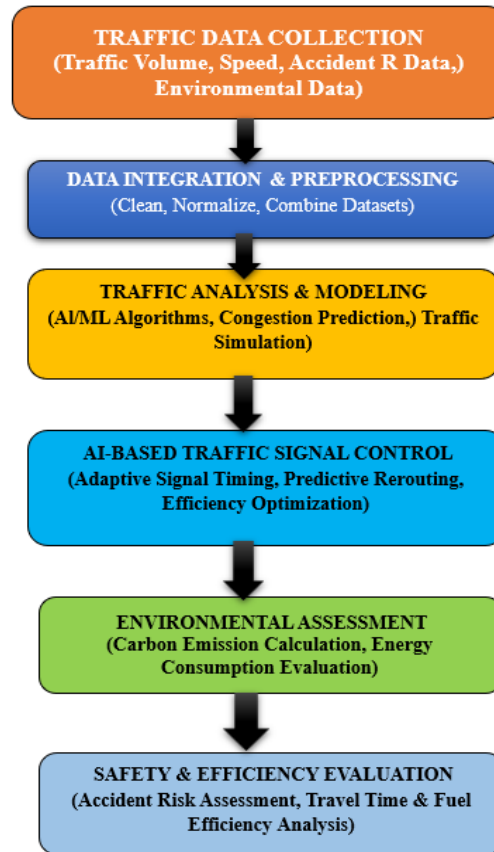 TRAFFIC DATA COLLECTION
(Traffic Volume, Speed, Accident R Data,)
Environmental Data)
DATA INTEGRATION & PREPROCESSING
(Clean, Normalize, Combine Datasets)
TRAFFIC ANALYSIS & MODELING
(AI/ML Algorithms, Congestion Prediction,) Traffic
Simulation)
AI-BASED TRAFFIC SIGNAL CONTROL
(Adaptive Signal Timing, Predictive Rerouting,
Efficiency Optimization)
ENVIRONMENTAL ASSESSMENT
(Carbon Emission Calculation, Energy
Consumption Evaluation)
SAFETY & EFFICIENCY EVALUATION
(Accident Risk Assessment, Travel Time & Fuel
Efficiency Analysis)